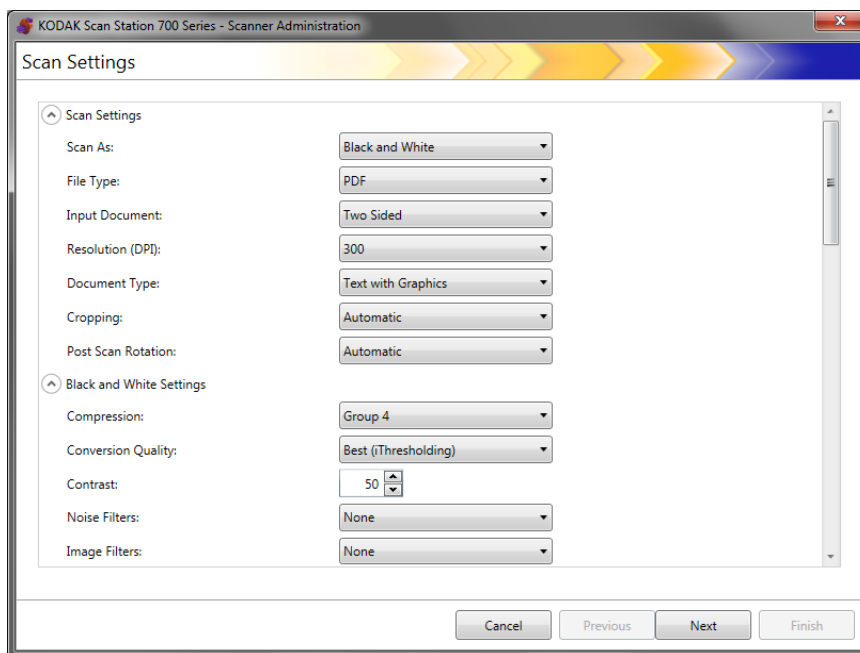 KODAK Scan Station 700 Series - Scanner Administration
Scan Settings
Scan Settings
Scan As: Black and White
File Type: PDF
Input Document: Two Sided
Resolution (DPI): 300
Document Type: Text with Graphics
Cropping: Automatic
Post Scan Rotation: Automatic
Black and White Settings
Compression: Group 4
Conversion Quality: Best (iThresholding)
Contrast: 50
Noise Filters: None
Image Filters: None
Cancel Previous Next Finish